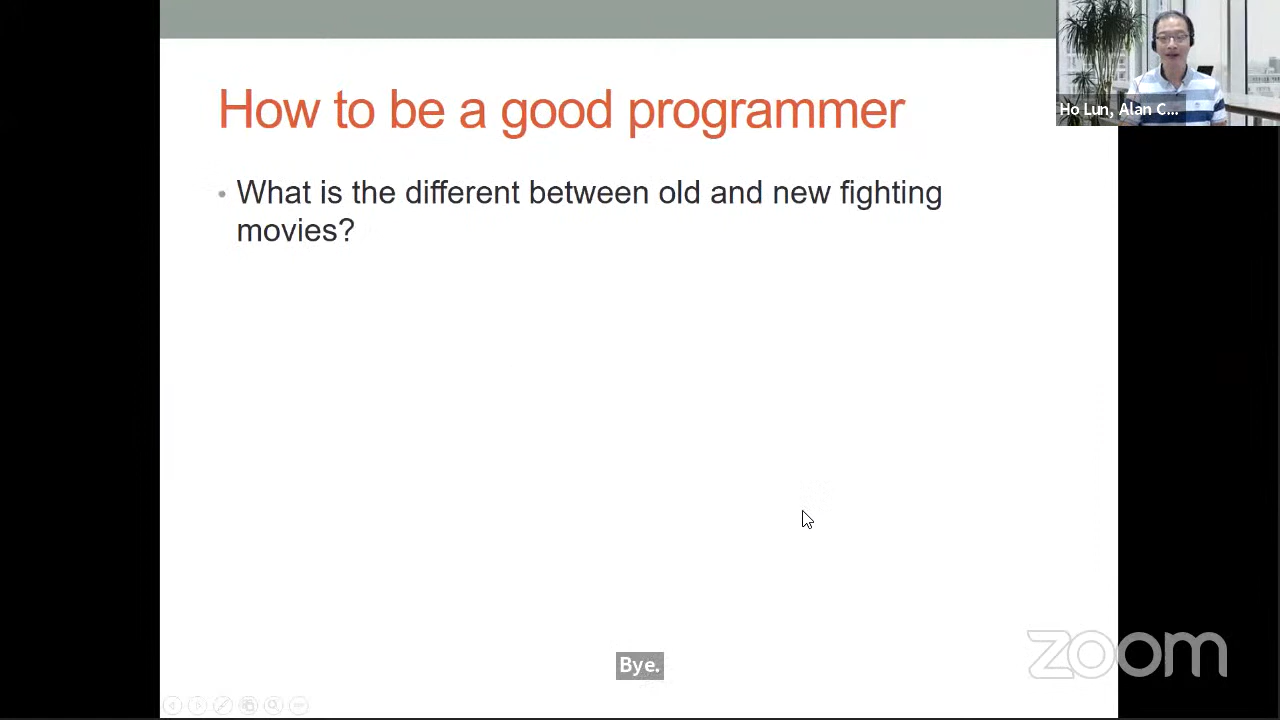 How to be a good programmer
• What is the different between old and new fighting
movies?
Ho Lun, Alan C...
Bye.
zoom